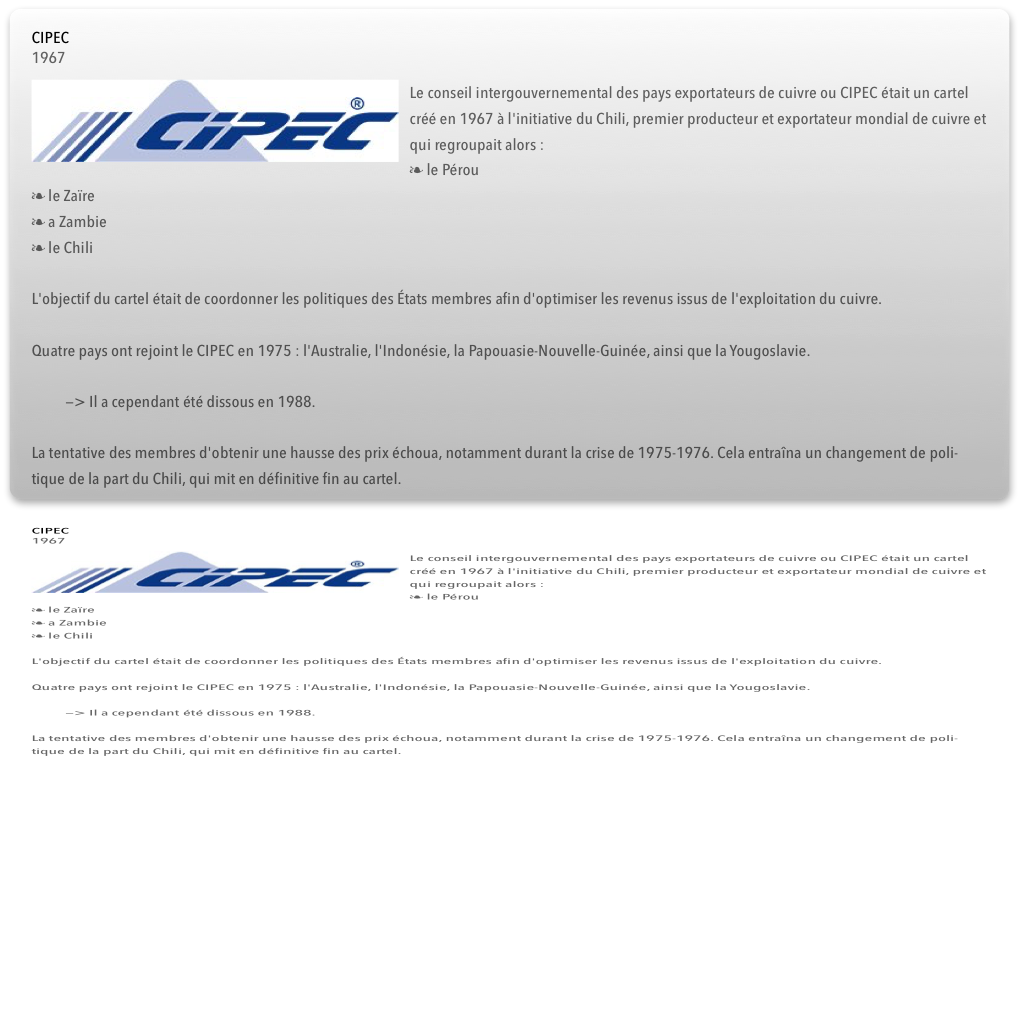 CIPEC
1967
CIPEC®
Le conseil intergouvernemental des pays exportateurs de cuivre ou CIPEC était un cartel
créé en 1967 à l'initiative du Chili, premier producteur et exportateur mondial de cuivre et
qui regroupait alors :
❧ le Pérou
❧ le Zaïre
❧ a Zambie
❧ le Chili
L'objectif du cartel était de coordonner les politiques des États membres afin d'optimiser les revenus issus de l'exploitation du cuivre.
Quatre pays ont rejoint le CIPEC en 1975 : l'Australie, l'Indonésie, la Papouasie-Nouvelle-Guinée, ainsi que la Yougoslavie.
—> Il a cependant été dissous en 1988.
La tentative des membres d'obtenir une hausse des prix échoua, notamment durant la crise de 1975-1976. Cela entraîna un changement de poli-
tique de la part du Chili, qui mit en définitive fin au cartel.
CIPEC
1967
CIPEC®
Le conseil intergouvernemental des pays exportateurs de cuivre ou CIPEC était un cartel
créé en 1967 à l'initiative du Chili, premier producteur et exportateur mondial de cuivre et
qui regroupait alors :
❧ le Pérou
❧ le Zaïre
❧ a Zambie
❧ le Chili
L'objectif du cartel était de coordonner les politiques des États membres afin d'optimiser les revenus issus de l'exploitation du cuivre.
Quatre pays ont rejoint le CIPEC en 1975 : l'Australie, l'Indonésie, la Papouasie-Nouvelle-Guinée, ainsi que la Yougoslavie.
—> Il a cependant été dissous en 1988.
La tentative des membres d'obtenir une hausse des prix échoua, notamment durant la crise de 1975-1976. Cela entraîna un changement de poli-
tique de la part du Chili, qui mit en définitive fin au cartel.